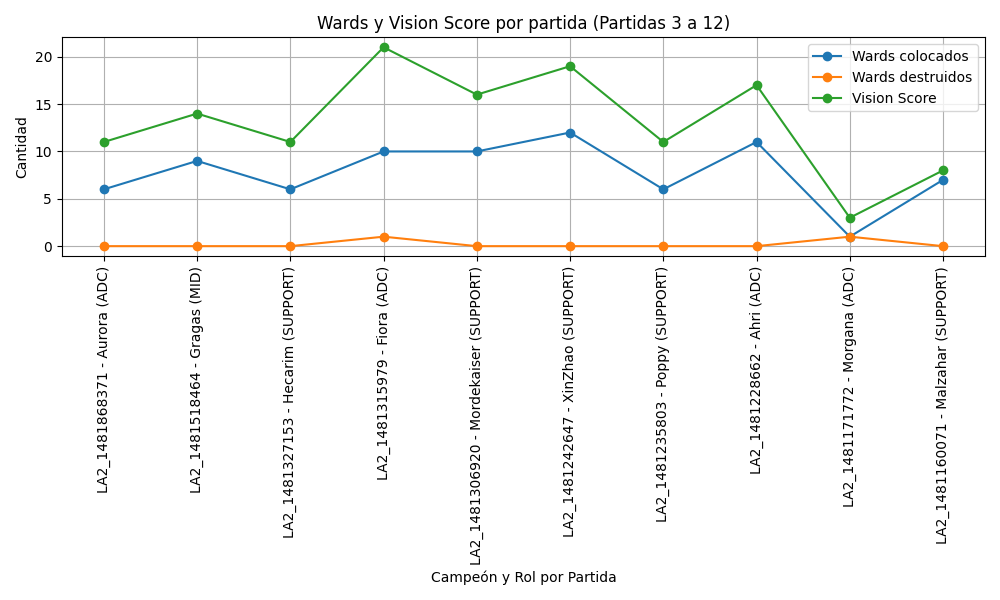 Wards y Vision Score por partida (Partidas 3 a 12)
Cantidad
20
15
10
5
0
Wards colocados
Wards destruidos
Vision Score
LA2_1481868371 - Aurora (ADC)
LA2_1481518464 - Gragas (MID)
LA2_1481327153 - Hecarim (SUPPORT)
LA2_1481315979 - Fiora (ADC)
LA2_1481306920 - Mordekaiser (SUPPORT)
LA2_1481242647 - XinZhao (SUPPORT)
LA2_1481235803 - Poppy (SUPPORT)
LA2_1481228662 - Ahri (ADC)
LA2_1481171772 - Morgana (ADC)
LA2_1481160071 - Malzahar (SUPPORT)
Campeón y Rol por Partida